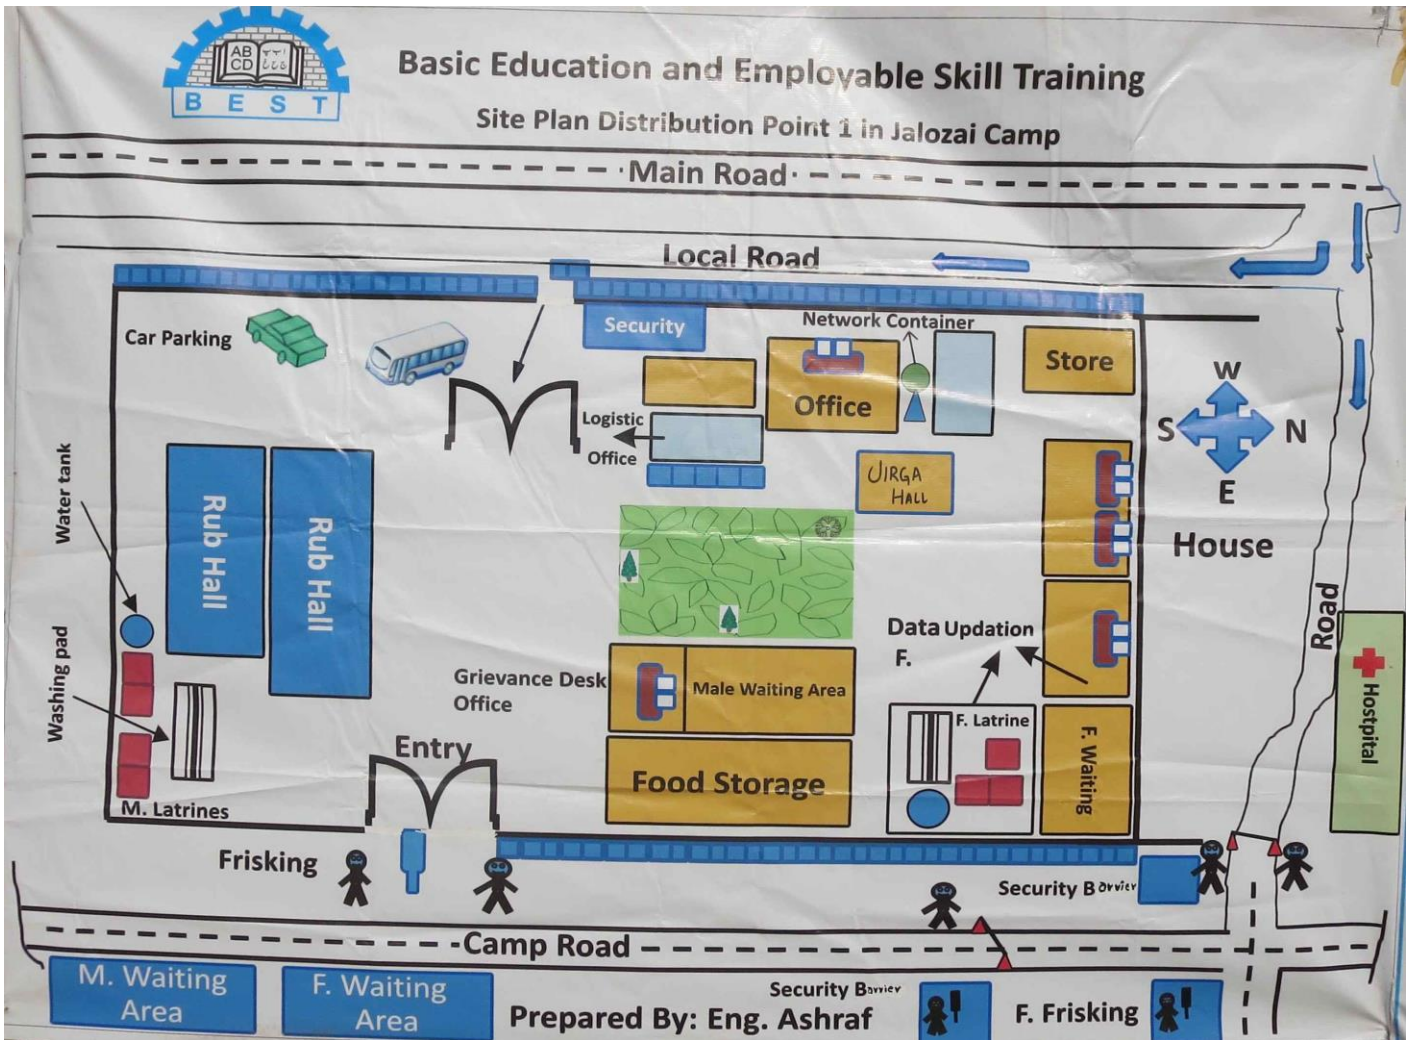 AB
CD
B E S T
Basic Education and Employable Skill Training
Site Plan Distribution Point 1 in Jalozai Camp
Main Road
Local Road
Car Parking
Security
Network Container
Office
Store
Logistic
Office
JIRGA
HALL
W
S N
E
House
Road
Hostpital
Water tank
Washing pad
Rub Hall
Rub Hall
Data Updation
F.
Grievance Desk
Office
Male Waiting Area
Food Storage
F. Latrine
F. Waiting
M. Latrines
Entry
Frisking
Security Barrier
Camp Road
M. Waiting
Area
F. Waiting
Area
Security Barrier
Prepared By: Eng. Ashraf
F. Frisking